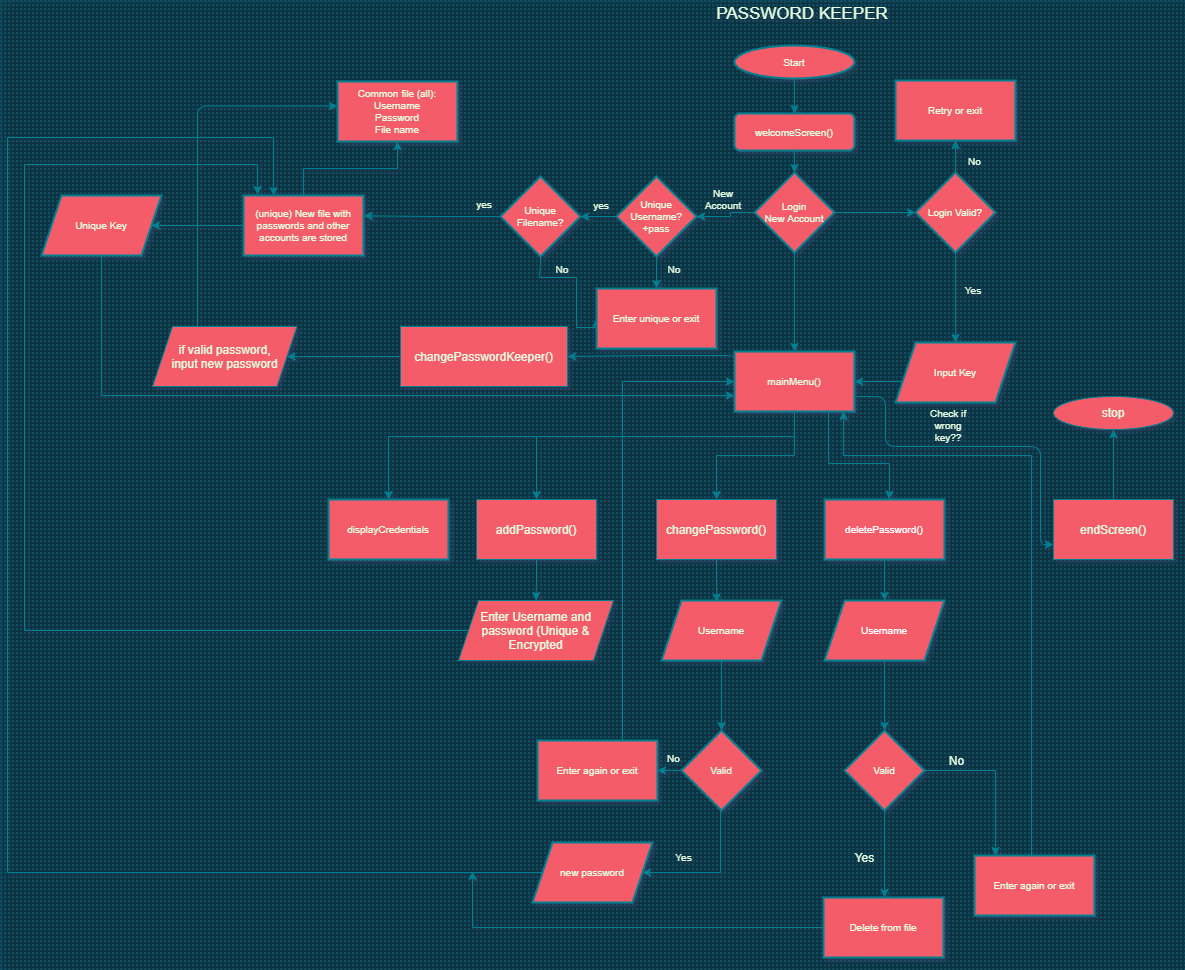 PASSWORD KEEPER
Start
Common file (all):
Username
Password
File name
Retry or exit
welcomeScreen()
No
New
Account
yes
yes
Unique Key
(unique) New file with
passwords and other
accounts are stored
Unique
Filename?
Unique
Username?
+pass
Login
New Account
Login Valid?
No
No
Yes
Enter unique or exit
if valid password,
input new password
changePasswordKeeper()
mainMenu()
Input Key
Check if
wrong
key??
stop
displayCredentials
addPassword()
changePassword()
deletePassword()
endScreen()
Enter Username and
password (Unique &
Encrypted
Username
Username
Enter again or exit
No
Valid
Valid
No
Yes
Yes
new password
Enter again or exit
Delete from file